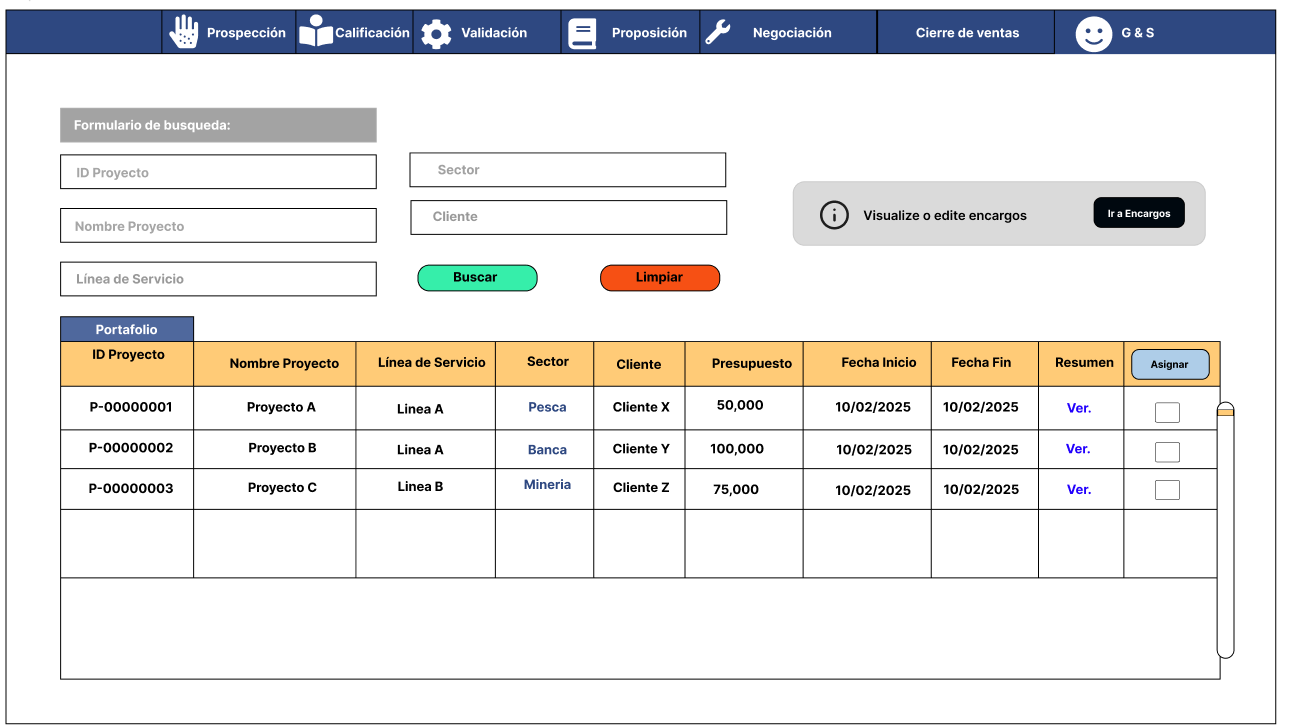 Prospección Calificación Validación Proposición Negociación Cierre de ventas G & S
Formulario de busqueda:
ID Proyecto Sector
Nombre Proyecto Cliente
Visualize o edite encargos Ir a Encargos
Línea de Servicio Buscar Limpiar
Portafolio
ID Proyecto Nombre Proyecto Línea de Servicio Sector Cliente Presupuesto Fecha Inicio Fecha Fin Resumen Asignar
P-00000001 Proyecto A Linea A Pesca Cliente X 50,000 10/02/2025 10/02/2025 Ver.
P-00000002 Proyecto B Linea A Banca Cliente Y 100,000 10/02/2025 10/02/2025 Ver.
P-00000003 Proyecto C Linea B Mineria Cliente Z 75,000 10/02/2025 10/02/2025 Ver.